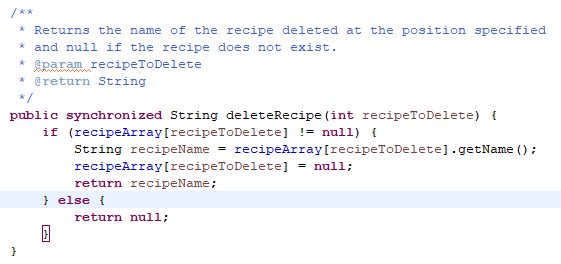 /**
 * Returns the name of the recipe deleted at the position specified
 * and null if the recipe does not exist.
 * @param recipeToDelete
 * @return String
 */
public synchronized String deleteRecipe(int recipeToDelete) {
    if (recipeArray[recipeToDelete] != null) {
        String recipeName = recipeArray[recipeToDelete].getName();
        recipeArray[recipeToDelete] = null;
        return recipeName;
    } else {
        return null;
    }
}